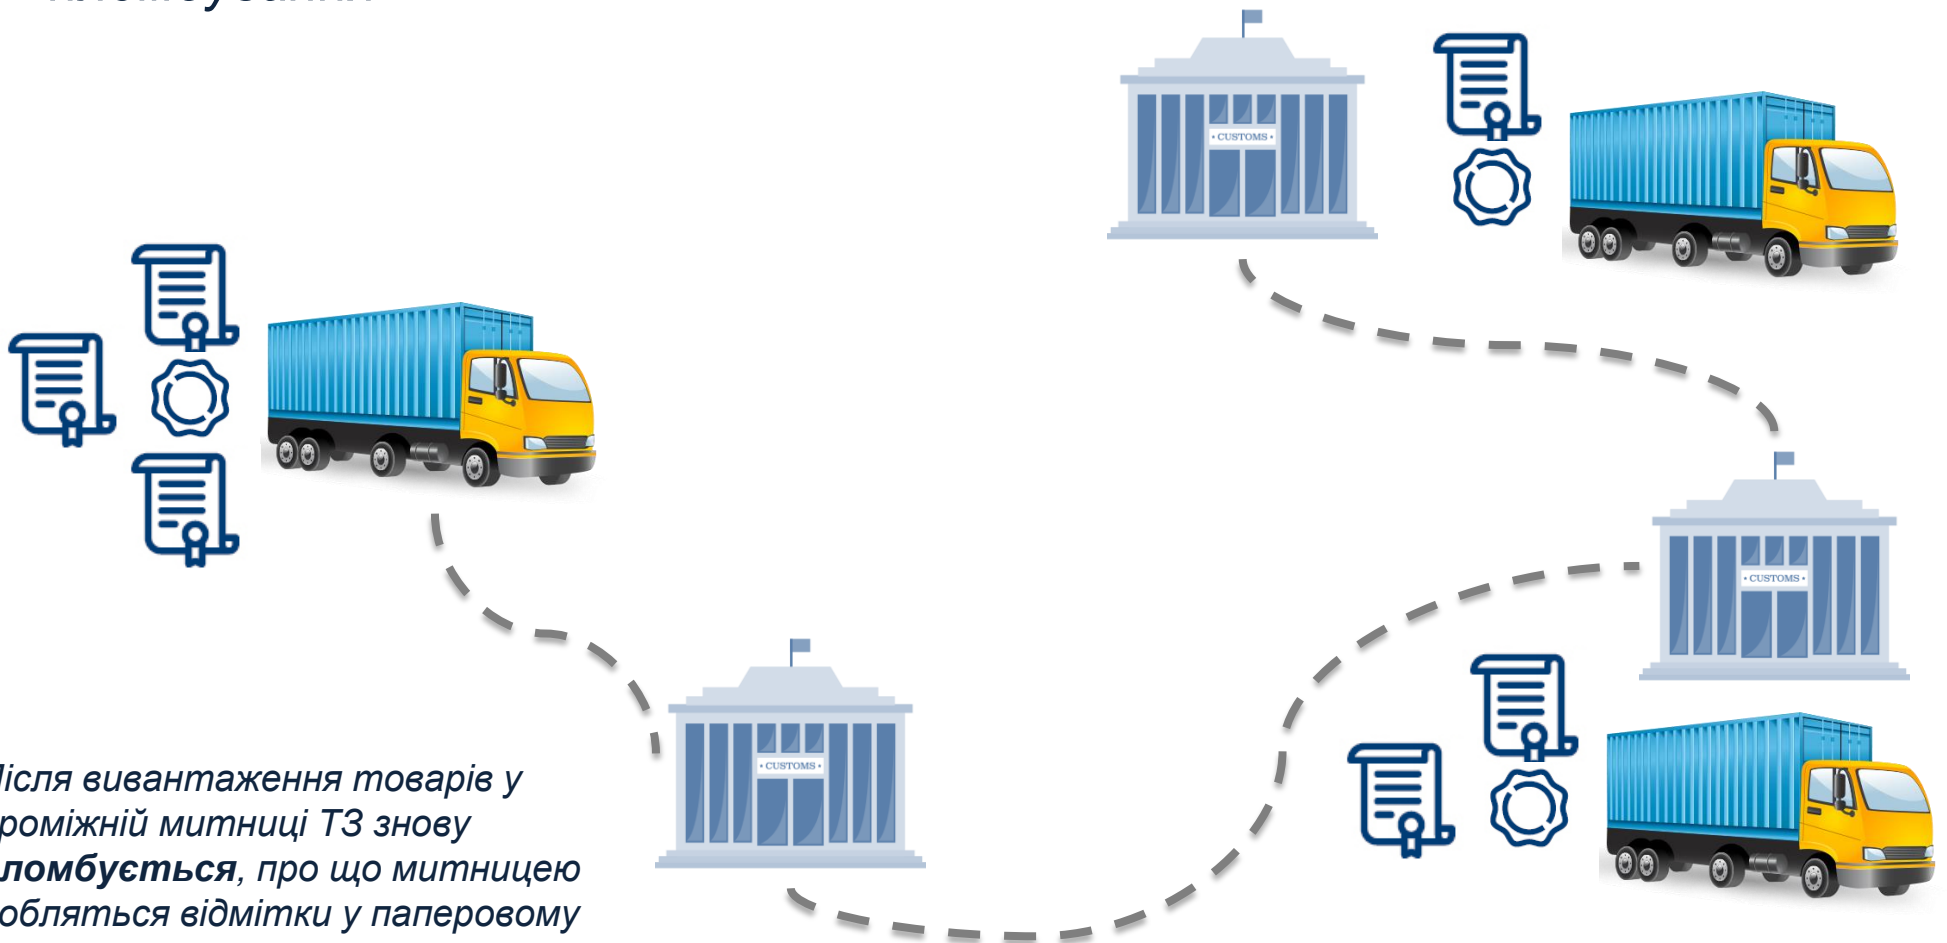 • CUSTOMS •
• CUSTOMS •
• CUSTOMS •
ісля вивантаження товарів у
роміжній митниці ТЗ знову
ломбується, про що митницею
обляться відмітки у паперовому